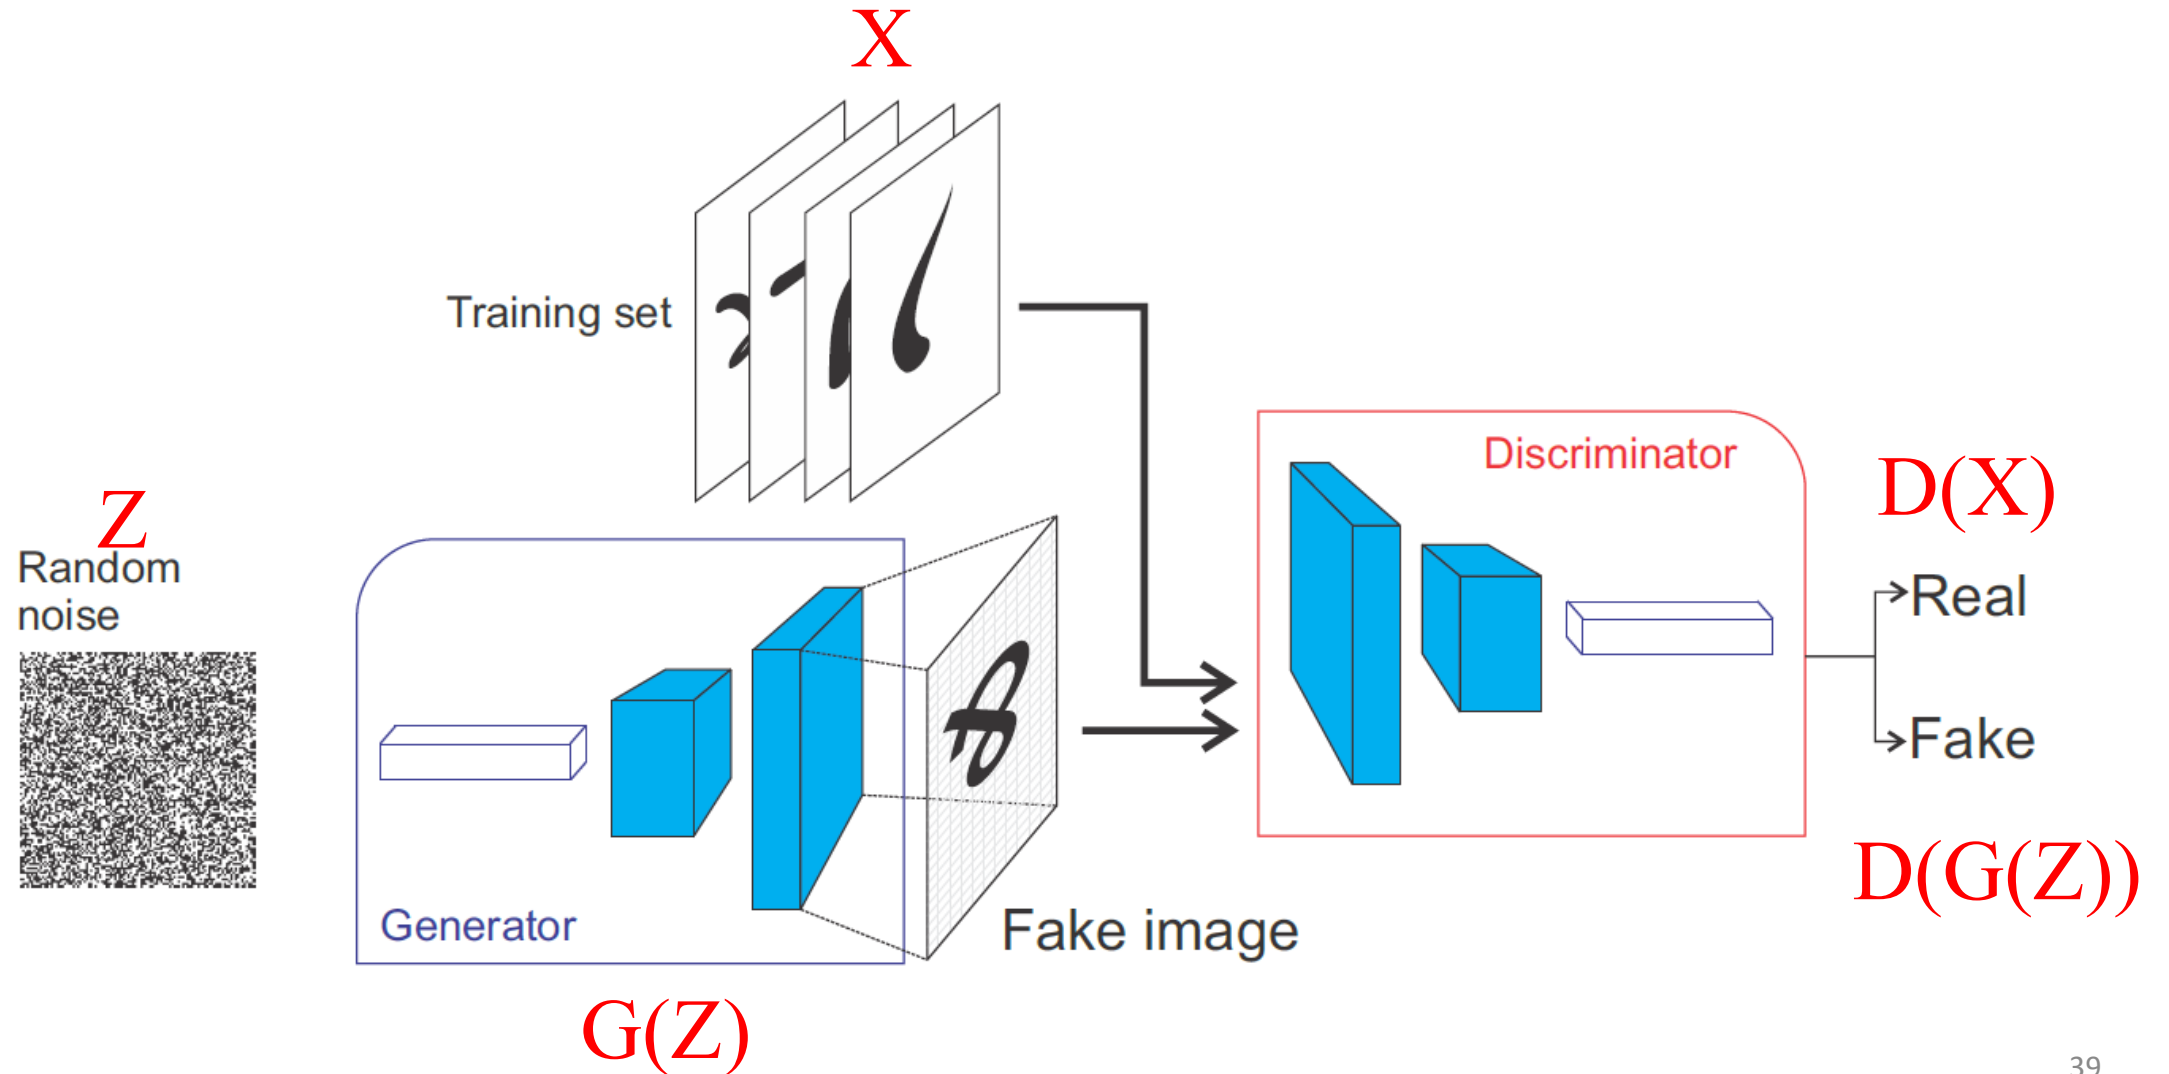 X
Training set
Z
Random
noise
Generator
G(Z)
Fake image
Discriminator
D(X)
Real
Fake
D(G(Z))
39